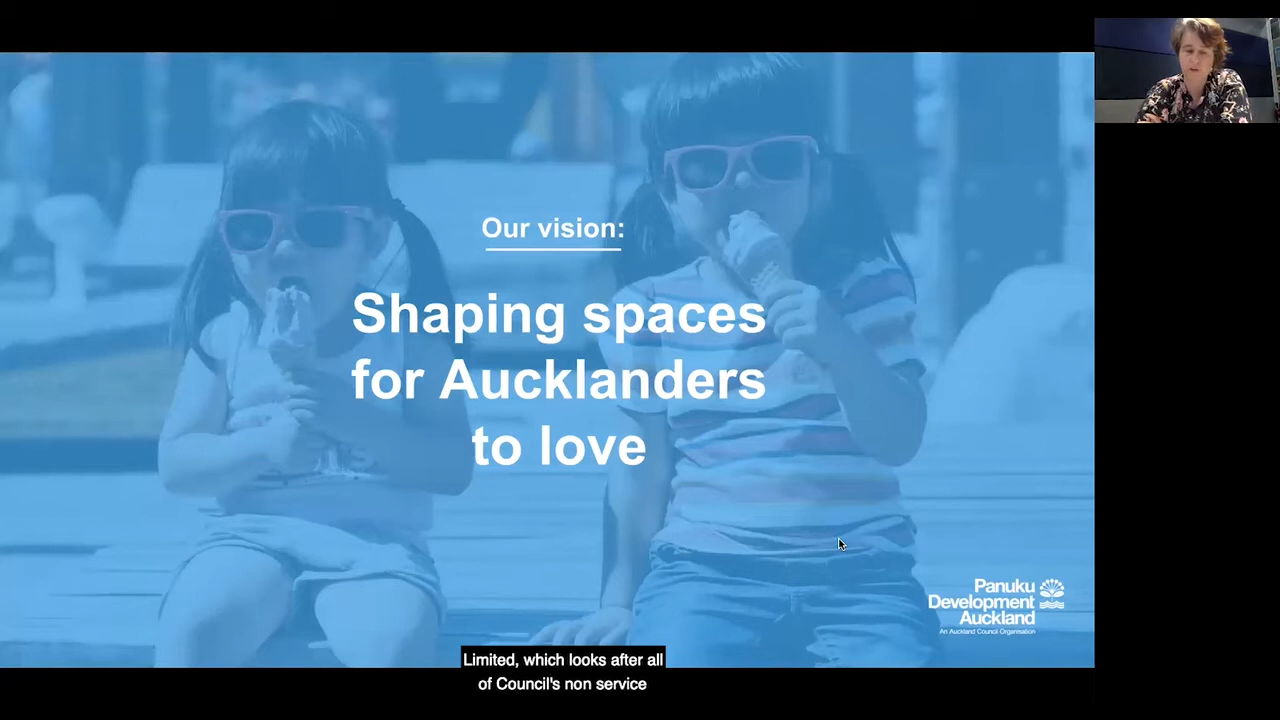 Our vision:
Shaping spaces
for Aucklanders
to love
Panuku
Development
Auckland
An Auckland Council Organisation
Limited, which looks after all
of Council's non service